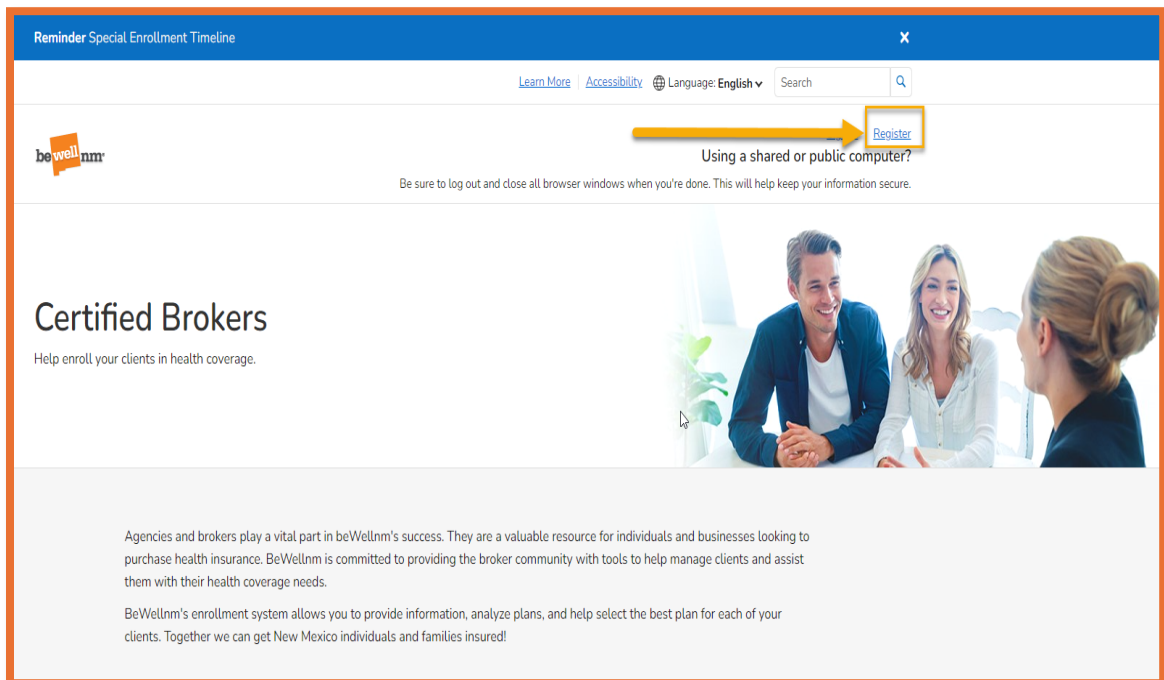 Reminder Special Enrollment Timeline X
Learn More Accessibility Language: English Search
Register
be well nm
Using a shared or public computer?
Be sure to log out and close all browser windows when you're done. This will help keep your information secure.
Certified Brokers
Help enroll your clients in health coverage.
Agencies and brokers play a vital part in beWellnm's success. They are a valuable resource for individuals and businesses looking to
purchase health insurance. BeWellnm is committed to providing the broker community with tools to help manage clients and assist
them with their health coverage needs.
BeWellnm's enrollment system allows you to provide information, analyze plans, and help select the best plan for each of your
clients. Together we can get New Mexico individuals and families insured!